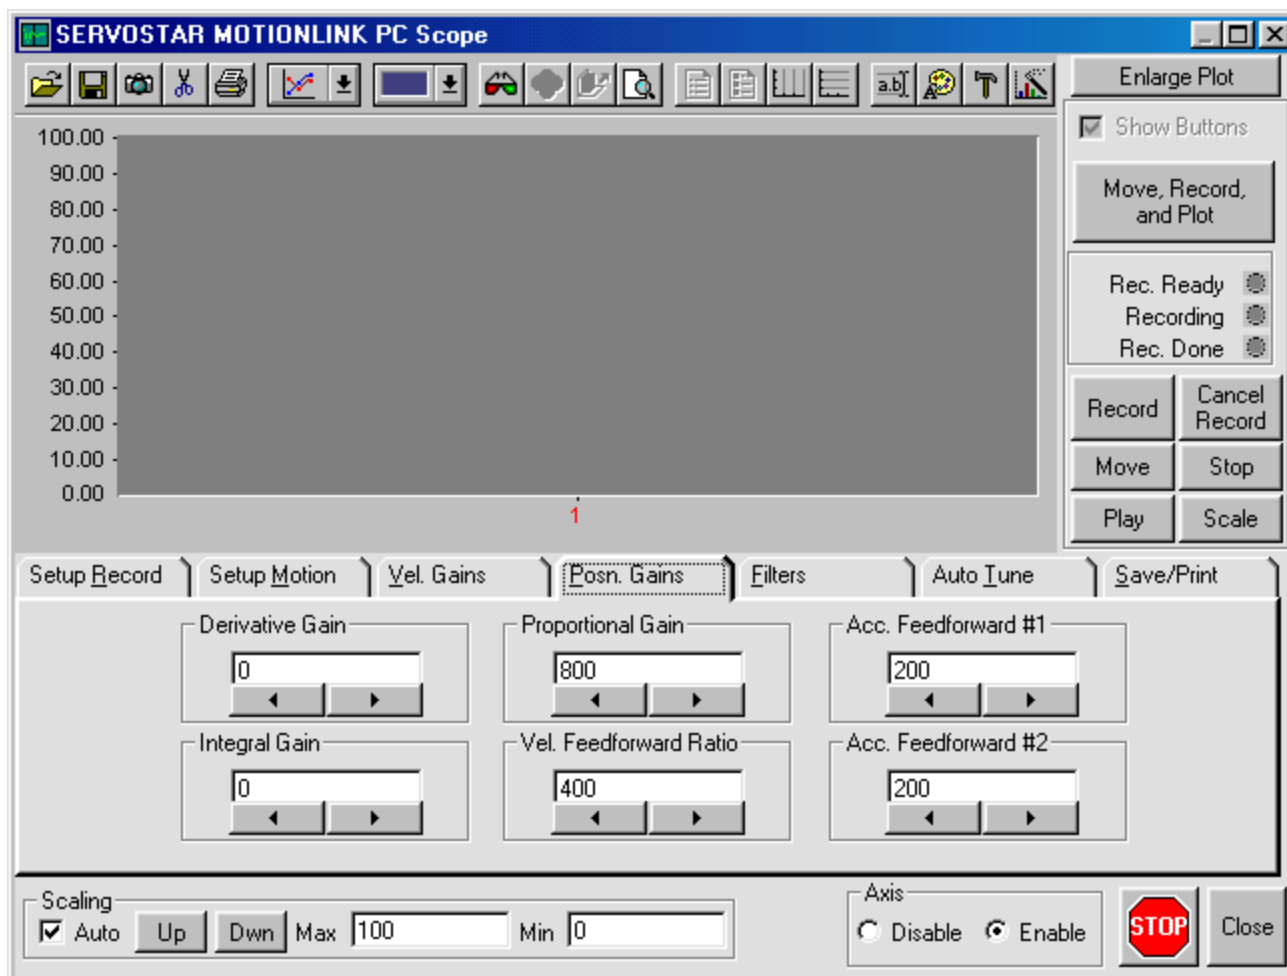 SERVOSTAR MOTIONLINK PC Scope
a.b
A
Enlarge Plot
Show Buttons
Move, Record,
and Plot
Rec. Ready
Recording
Rec. Done
Record
Cancel
Record
Move
Stop
Play
Scale
100.00
90.00
80.00
70.00
60.00
50.00
40.00
30.00
20.00
10.00
0.00
1
Setup Record
Setup Motion
Vel. Gains
Posn. Gains
Filters
Auto Tune
Save/Print
Derivative Gain
0
Proportional Gain
800
Acc. Feedforward #1
200
Integral Gain
0
Vel. Feedforward Ratio
400
Acc. Feedforward #2
200
Scaling
Auto
Up
Dwn
Max
100
Min
0
Axis
Disable
Enable
STOP
Close